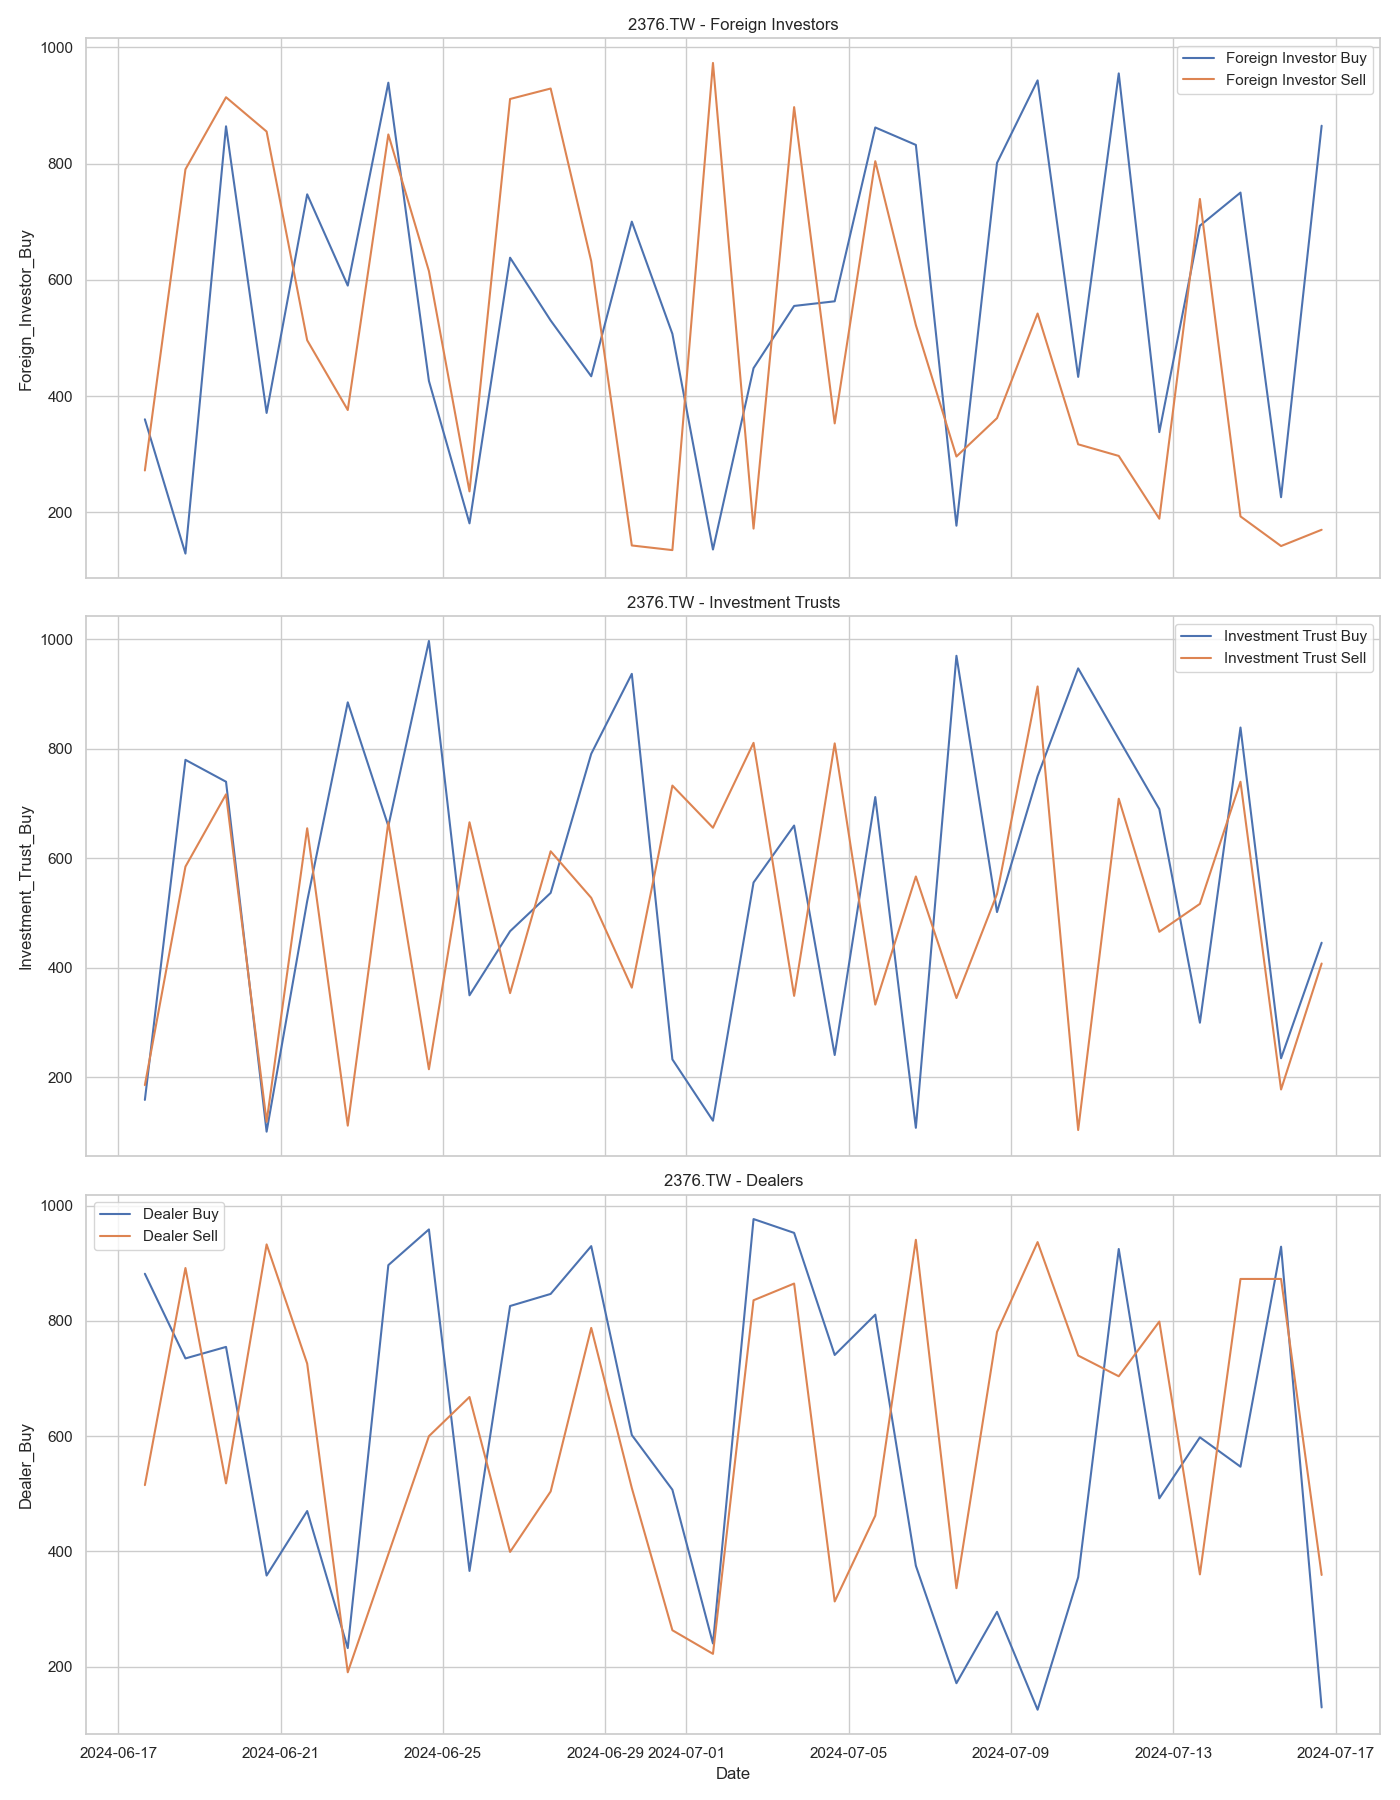 2376.TW - Foreign Investors
1000
800
600
400
200
Foreign_Investor_Buy
Foreign Investor Buy
Foreign Investor Sell
2376.TW - Investment Trusts
1000
800
600
400
200
Investment_Trust_Buy
Investment Trust Buy
Investment Trust Sell
2376.TW - Dealers
1000
800
600
400
200
Dealer_Buy
Dealer Buy
Dealer Sell
2024-06-17 2024-06-21 2024-06-25 2024-06-29 2024-07-01 2024-07-05 2024-07-09 2024-07-13 2024-07-17
Date